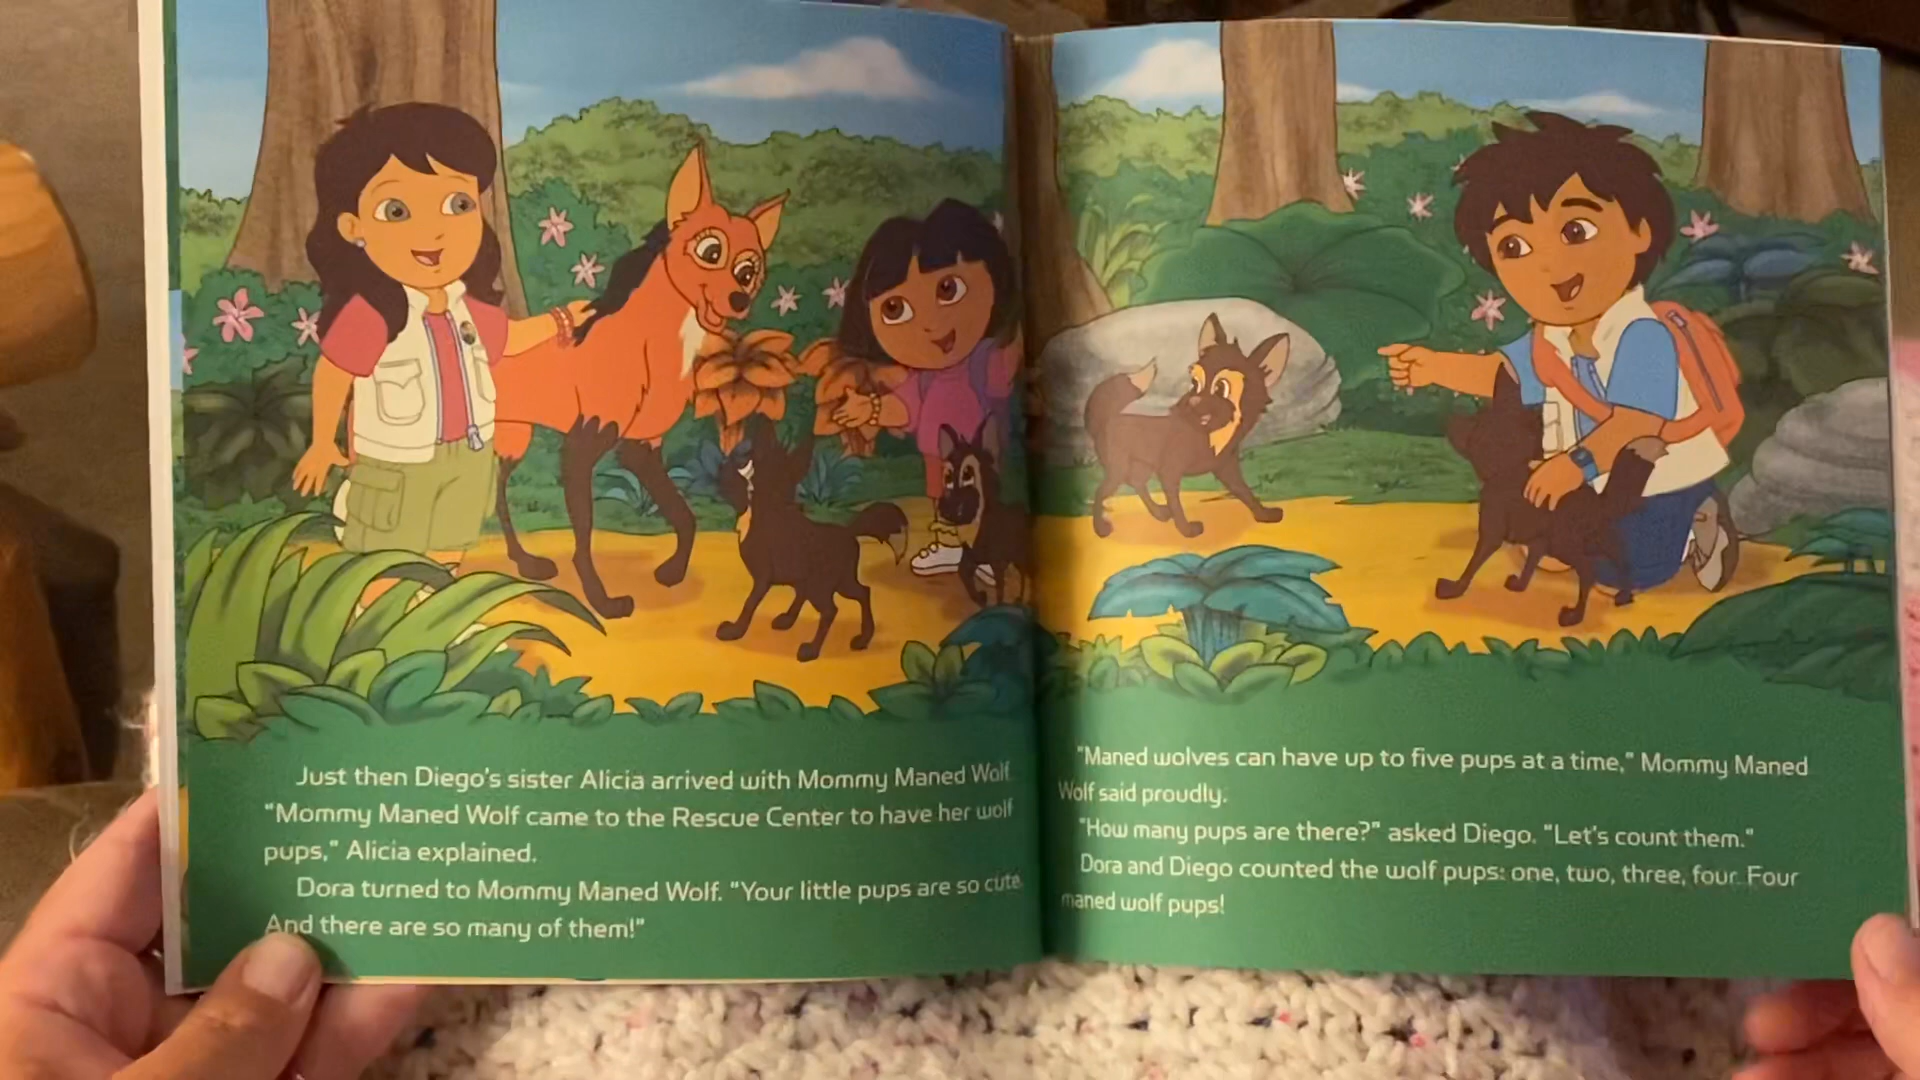 Just then Diego's sister Alicia arrived with Mommy Maned Wolf.
"Mommy Maned Wolf came to the Rescue Center to have her wolf
pups," Alicia explained.
Dora turned to Mommy Maned Wolf. "Your little pups are so cute.
And there are so many of them!"
"Maned wolves can have up to five pups at a time," Mommy Maned
Wolf said proudly.
"How many pups are there?" asked Diego. "Let's count them."
Dora and Diego counted the wolf pups: one, two, three, four. Four
maned wolf pups!